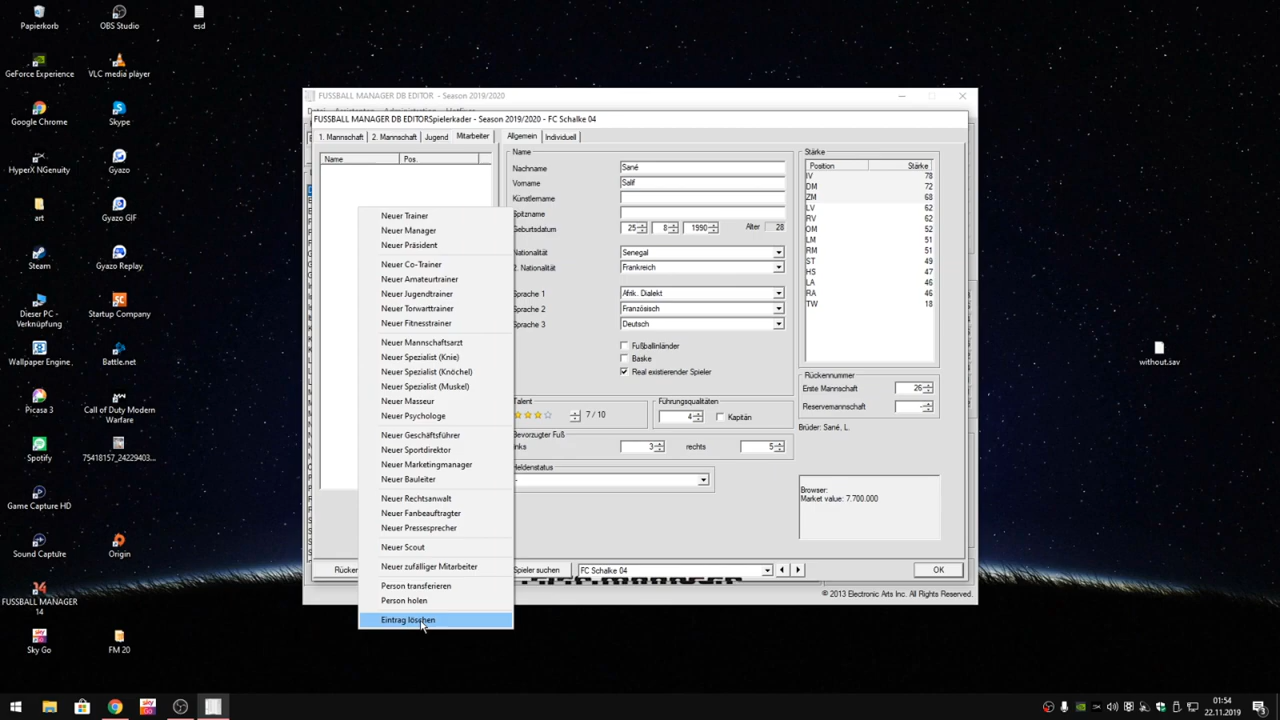 Papierkorb
OBS Studio
esd
GeForce Experience
VLC media player
Google Chrome
Skype
HyperX NGenuity
Gyazo
art
Gyazo GIF
Steam
Gyazo Replay
Dieser PC - Verknüpfung
Startup Company
Wallpaper Engine
Battle.net
Picasa 3
Call of Duty Modern Warfare
Spotify
75418157_24229403...
Game Capture HD
Sound Capture
Origin
FUSSBALL MANAGER 14
Sky Go
FM 20
without.sav
FUSSBALL MANAGER DB EDITOR - Season 2019/2020
FUSSBALL MANAGER DB EDITORSpielerkader - Season 2019/2020 - FC Schalke 04
1. Mannschaft
2. Mannschaft
Jugend
Mitarbeiter
Allgemein
Individuell
Name
Pos.
Neuer Trainer
Neuer Manager
Neuer Präsident
Neuer Co-Trainer
Neuer Amateurtrainer
Neuer Jugendtrainer
Neuer Torwarttrainer
Neuer Fitnesstrainer
Neuer Mannschaftsarzt
Neuer Spezialist (Knie)
Neuer Spezialist (Knöchel)
Neuer Spezialist (Muskel)
Neuer Masseur
Neuer Psychologe
Neuer Geschäftsführer
Neuer Sportdirektor
Neuer Marketingmanager
Neuer Bauleiter
Neuer Rechtsanwalt
Neuer Fanbeauftragter
Neuer Pressesprecher
Neuer Scout
Neuer zufälliger Mitarbeiter
Person transferieren
Person holen
Eintrag löschen
Name
Nachname Sané
Vorname Salif
Künstlername
Spitzname
Geburtsdatum 25 8 1990 Alter 28
Nationalität Senegal
2. Nationalität Frankreich
Sprache 1 Afrik. Dialekt
Sprache 2 Französisch
Sprache 3 Deutsch
Fußballinländer
Baske
Real existierender Spieler
Talent
7 / 10
Führungsqualitäten
4
Kapitän
Bevorzugter Fuß
links 3 rechts 5
Heldenstatus
-
Stärke
Position Stärke
IV 78
DM 72
ZM 68
LV 62
RV 62
OM 52
LM 51
RM 51
ST 49
HS 47
LA 46
RA 46
TW 18
Rückennummer
Erste Mannschaft 26
Reservemannschaft -
Brüder: Sané, L.
Browser:
Market value: 7.700.000
Rücken
Spieler suchen
FC Schalke 04
OK
© 2013 Electronic Arts Inc. All Rights Reserved.
01:54
22.11.2019